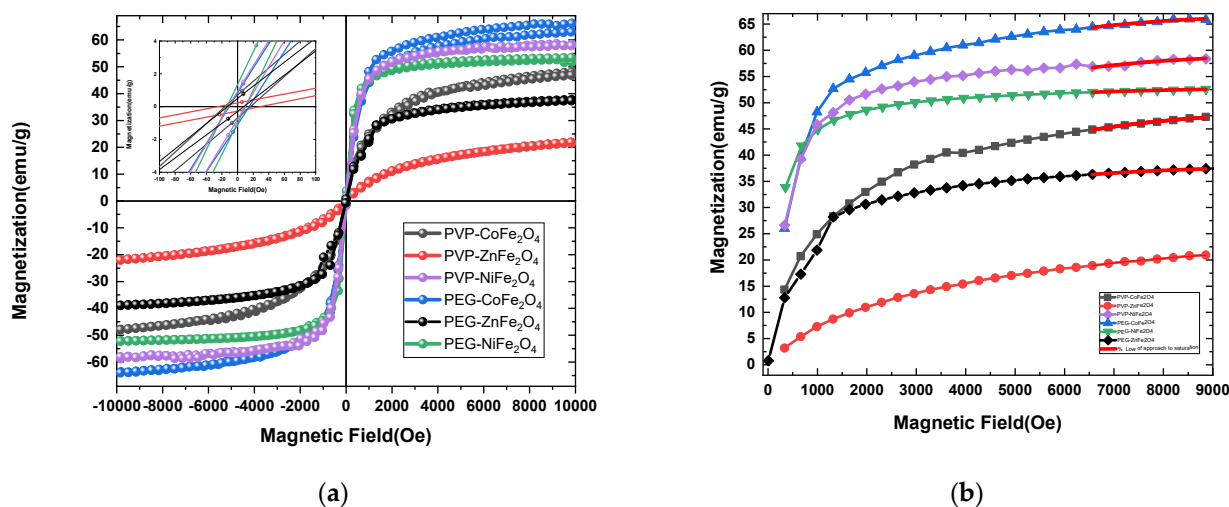 Magnetization(emu/g)
60
50
40
30
20
10
0
-10
-20
-30
-40
-50
-60
-10000 -8000 -6000 -4000 -2000 0 2000 4000 6000 8000 10000
Magnetic Field(Oe)
Magnetization(emu/g)
4
2
0
-2
-4
-100 -80 -60 -40 -20 0 20 40 60 80 100
Magnetic Field(Oe)
PVP-CoFe₂O₄
PVP-ZnFe₂O₄
PVP-NiFe₂O₄
PEG-CoFe₂O₄
PEG-ZnFe₂O₄
PEG-NiFe₂O₄
(a)
Magnetization(emu/g)
65
60
55
50
45
40
35
30
25
20
15
10
5
0
0 1000 2000 3000 4000 5000 6000 7000 8000 9000
Magnetic Field(Oe)
PVP-CoFe2O4
PVP-ZnFe2O4
PVP-NiFe2O4
PEG-CoFe2O4
PEG-NiFe2O4
PEG-ZnFe2O4
% Low of approach to saturation
(b)